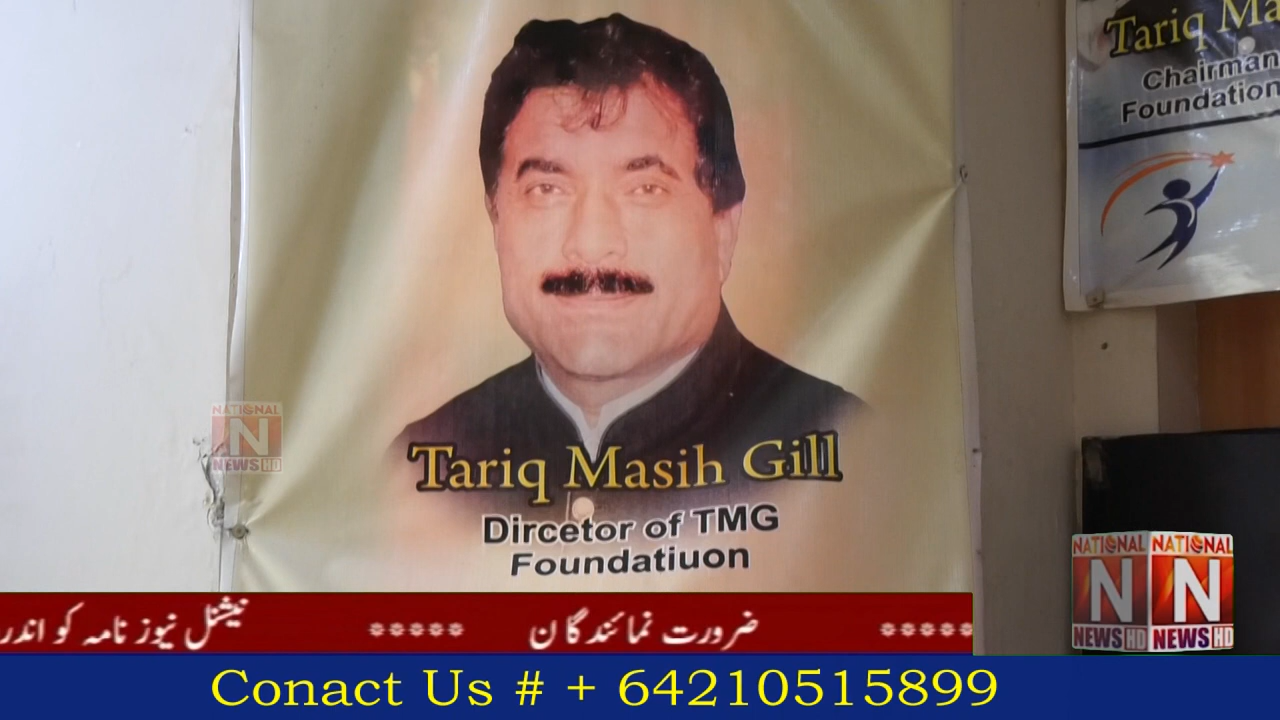 Tariq Ma
Chairman
Foundation
Tariq Masih Gill
Dircetor of TMG
Foundatiuon
NATIONAL
N
NEWS HD
NATIONAL NATIONAL
N N
NEWS HD NEWS HD
ضرورت نمائندگان ***** نیشنل نیوز نامہ کو اندر
Conact Us # + 64210515899